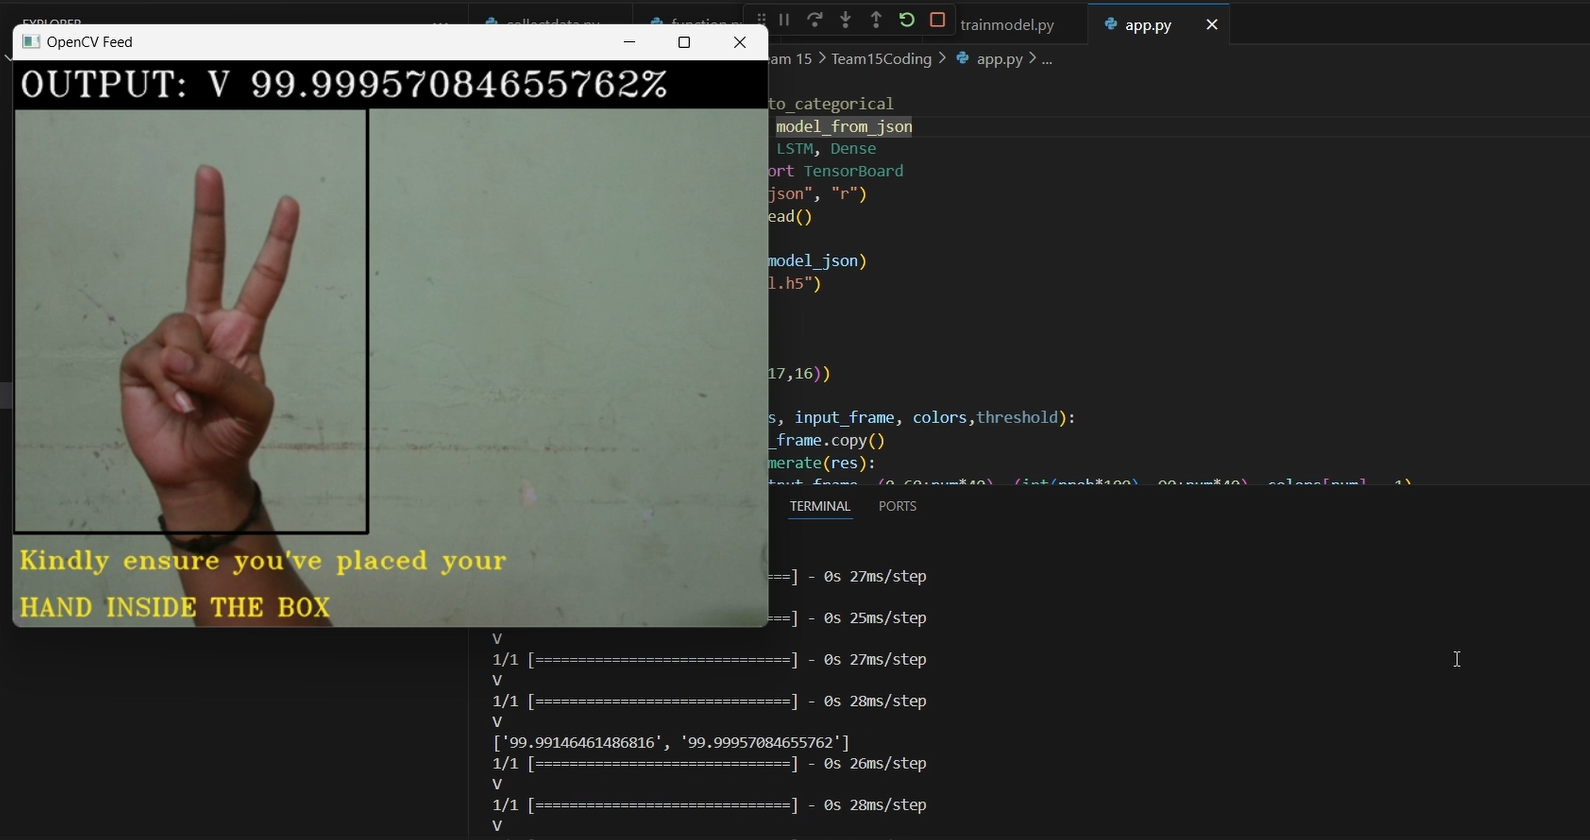 EXPLORER
collectdata.py
function.py
trainmodel.py
app.py
OpenCV Feed
OUTPUT: V 99.99957084655762%
Team15Coding > app.py > ...
to_categorical
model_from_json
LSTM, Dense
ort TensorBoard
json", "r")
ead()
model_json)
l.h5")
17,16))
s, input_frame, colors,threshold):
_frame.copy()
merate(res):
Kindly ensure you've placed your
HAND INSIDE THE BOX
TERMINAL
PORTS
==] - 0s 27ms/step
==] - 0s 25ms/step
V
1/1 [==============================] - 0s 27ms/step
V
1/1 [==============================] - 0s 28ms/step
V
['99.99146461486816', '99.99957084655762']
1/1 [==============================] - 0s 26ms/step
V
1/1 [==============================] - 0s 28ms/step
V